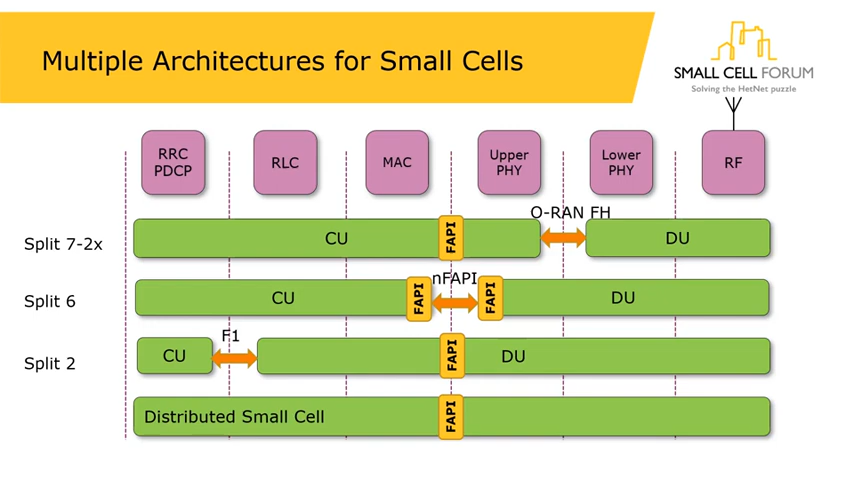 Multiple Architectures for Small Cells
SMALL CELL FORUM
Solving the HetNet puzzle
RRC
PDCP
RLC
MAC
Upper
PHY
Lower
PHY
RF
O-RAN FH
Split 7-2x
CU
FAPI
DU
nFAPI
Split 6
CU
FAPI
FAPI
DU
F1
Split 2
CU
FAPI
DU
Distributed Small Cell
FAPI